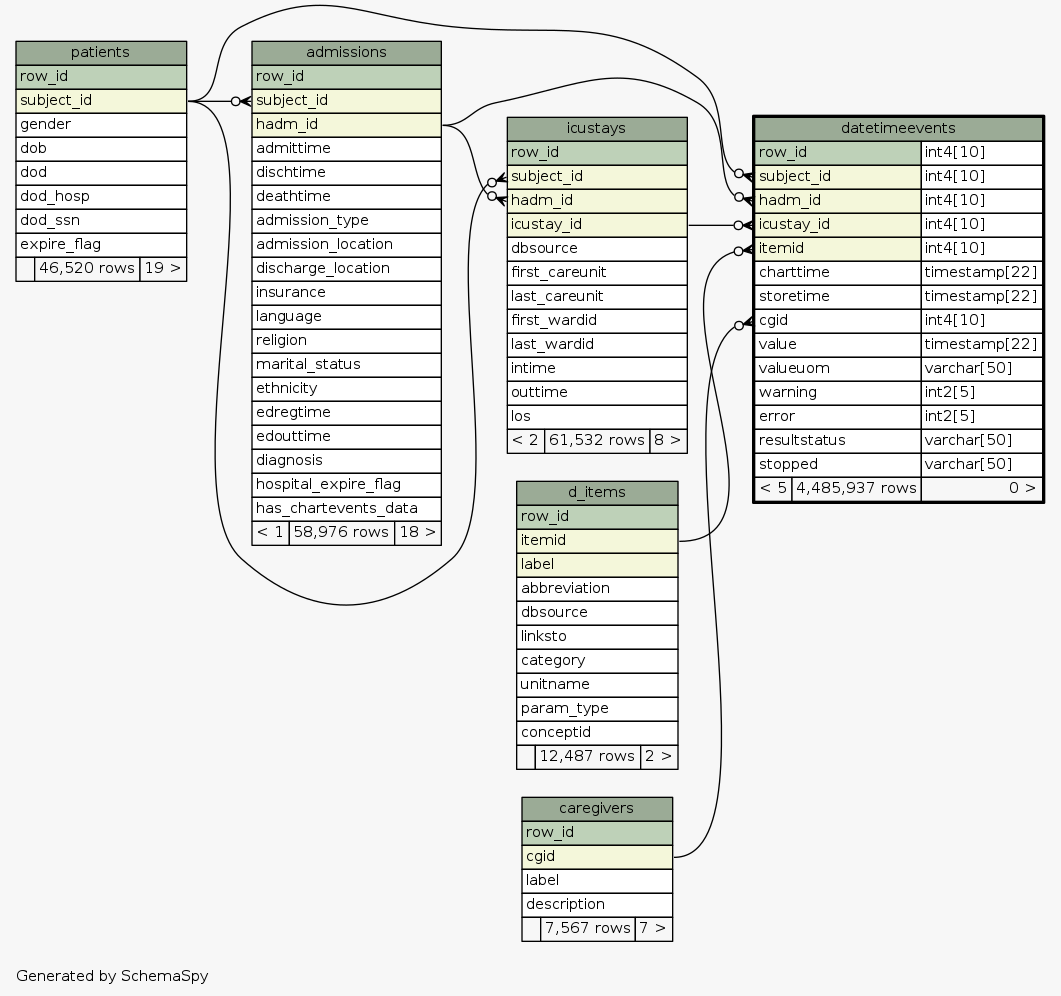 patients
row_id
subject_id
gender
dob
dod
dod_hosp
dod_ssn
expire_flag
46,520 rows 19 >
admissions
row_id
subject_id
hadm_id
admittime
dischtime
deathtime
admission_type
admission_location
discharge_location
insurance
language
religion
marital_status
ethnicity
edregtime
edouttime
diagnosis
hospital_expire_flag
has_chartevents_data
< 1 58,976 rows 18 >
icustays
row_id
subject_id
hadm_id
icustay_id
dbsource
first_careunit
last_careunit
first_wardid
last_wardid
intime
outtime
los
< 2 61,532 rows 8 >
d_items
row_id
itemid
label
abbreviation
dbsource
linksto
category
unitname
param_type
conceptid
12,487 rows 2 >
caregivers
row_id
cgid
label
description
7,567 rows 7 >
datetimeevents
row_id int4[10]
subject_id int4[10]
hadm_id int4[10]
icustay_id int4[10]
itemid int4[10]
charttime timestamp[22]
storetime timestamp[22]
cgid int4[10]
value timestamp[22]
valueuom varchar[50]
warning int2[5]
error int2[5]
resultstatus varchar[50]
stopped varchar[50]
< 5 4,485,937 rows 0 >
Generated by SchemaSpy